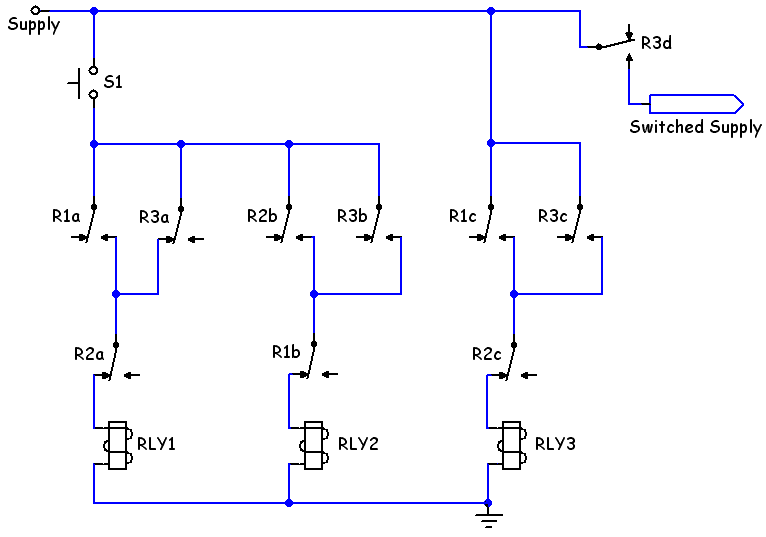 Supply
R3d
S1
Switched Supply
R1a
R3a
R2b
R3b
R1c
R3c
R2a
R1b
R2c
RLY1
RLY2
RLY3